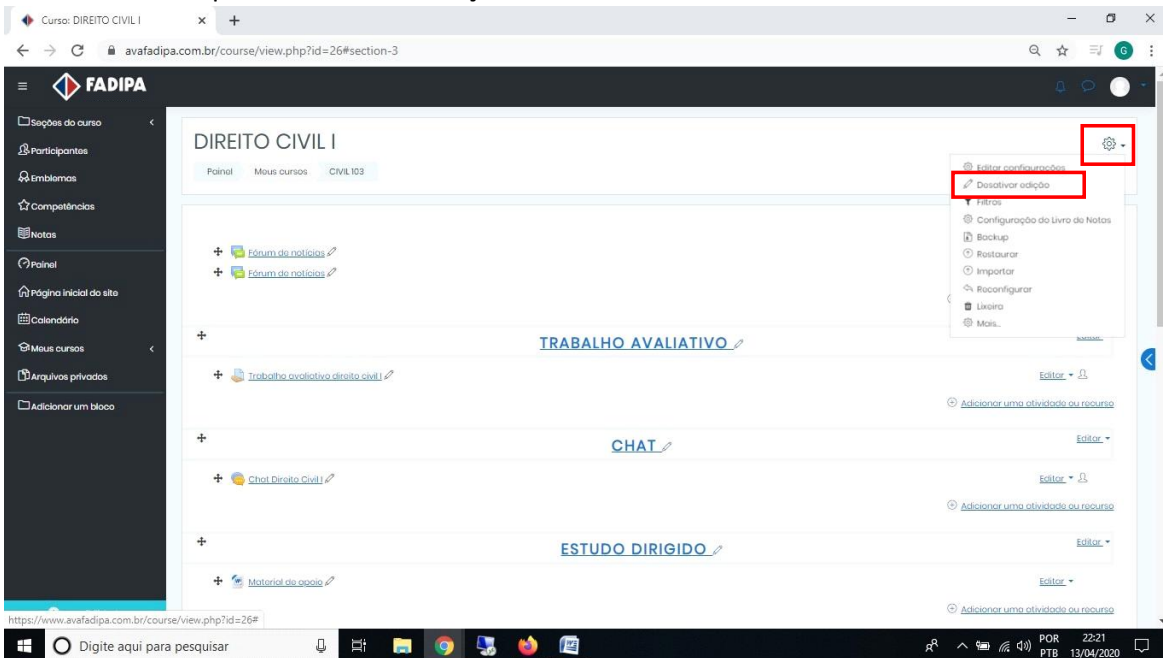 Curso: DIREITO CIVIL I
avafadipa.com.br/course/view.php?id=26#section-3
G
FADIPA
Seções do curso
Participantes
Emblemas
Competências
Notas
Painel
Página inicial do site
Calendário
Meus cursos
Arquivos privados
Adicionar um bloco
DIREITO CIVIL I
Painel Meus cursos CIVIL 103
Editar configurações
Desativar edição
Filtros
Configuração do Livro de Notas
Backup
Restaurar
Importar
Reconfigurar
Lixeira
Mais...
Fórum de notícias
Fórum de notícias
TRABALHO AVALIATIVO
Editar
Trabalho avaliativo direito civil I
Editar
Adicionar uma atividade ou recurso
CHAT
Editar
Chat Direito Civil I
Editar
Adicionar uma atividade ou recurso
ESTUDO DIRIGIDO
Editar
Material de apoio
Editar
Adicionar uma atividade ou recurso
https://www.avafadipa.com.br/course/view.php?id=26#
Digite aqui para pesquisar
POR 22:21
PTB 13/04/2020